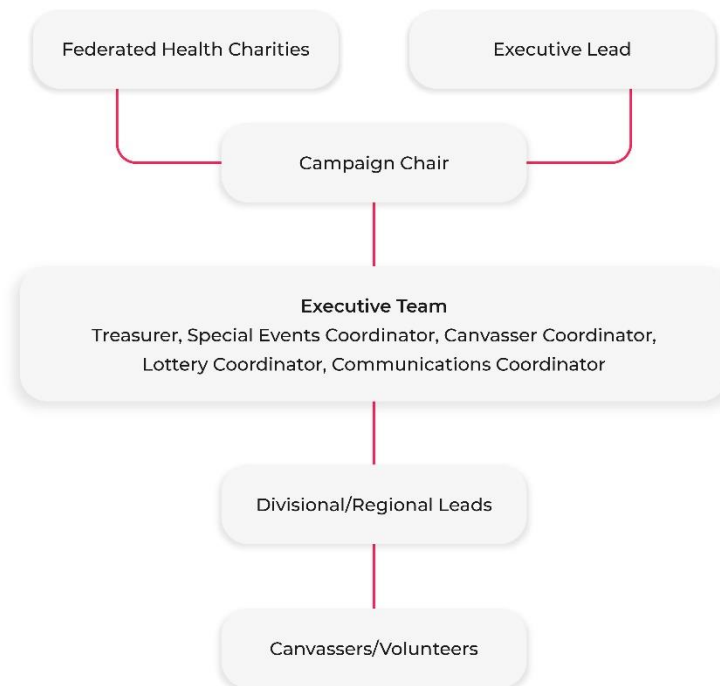 Federated Health Charities
Executive Lead
Campaign Chair
Executive Team
Treasurer, Special Events Coordinator, Canvasser Coordinator,
Lottery Coordinator, Communications Coordinator
Divisional/Regional Leads
Canvassers/Volunteers